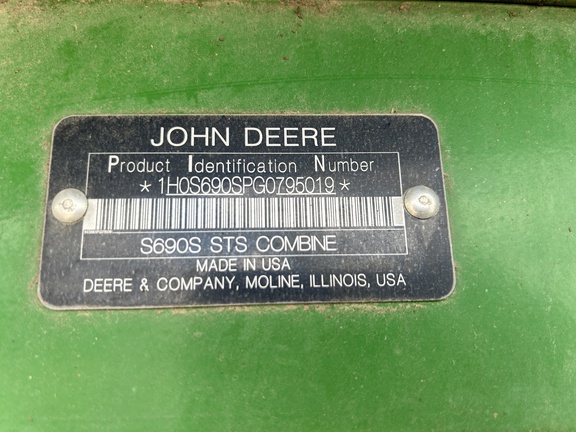 JOHN DEERE
Product Identification Number
* 1H0S690SPG0795019 *
S690S STS COMBINE
MADE IN USA
DEERE & COMPANY, MOLINE, ILLINOIS, USA